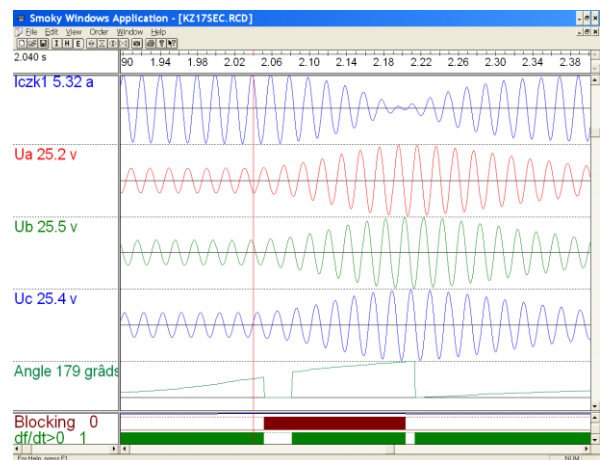 Smoky Windows Application - [KZ17SEC.RCD]
File Edit View Order Window Help
I H E
2.040 s
90 1.94 1.98 2.02 2.06 2.10 2.14 2.18 2.22 2.26 2.30 2.34 2.38
Iczk1 5.32 a
Ua 25.2 v
Ub 25.5 v
Uc 25.4 v
Angle 179 grâds
Blocking 0
df/dt>0 1
For Help, press F1
NUM